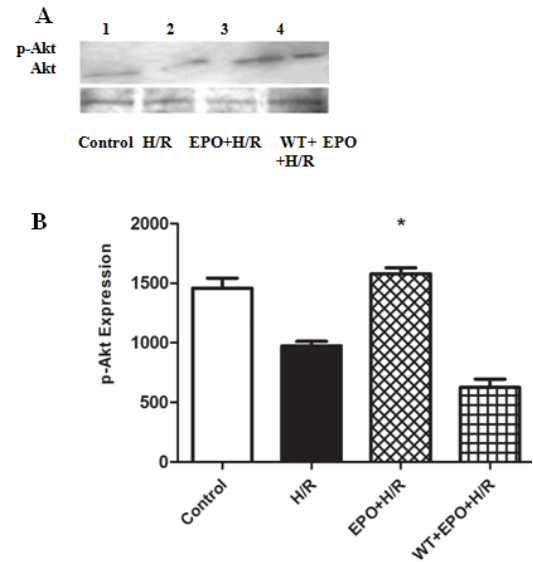 A
1 2 3 4
p-Akt
Akt
Control H/R EPO+H/R WT+ EPO
+H/R
B
2000
1500
1000
500
0
p-Akt Expression
*
Control
H/R
EPO+H/R
WT+EPO+H/R